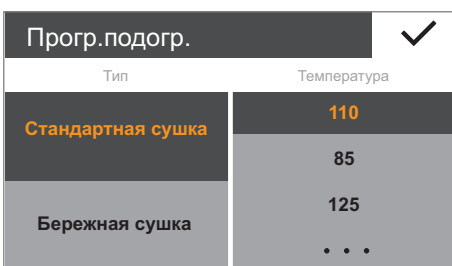 Прогр.подогр.
Тип Температура
Стандартная сушка 110
85
Бережная сушка 125
. . .